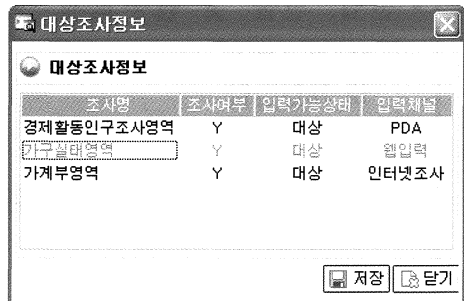 대상조사정보
대상조사정보
조사명 조사여부 입력가능상태 입력채널
경제활동인구조사영역 Y 대상 PDA
가구실태영역 Y 대상 웹입력
가계부영역 Y 대상 인터넷조사
저장 닫기